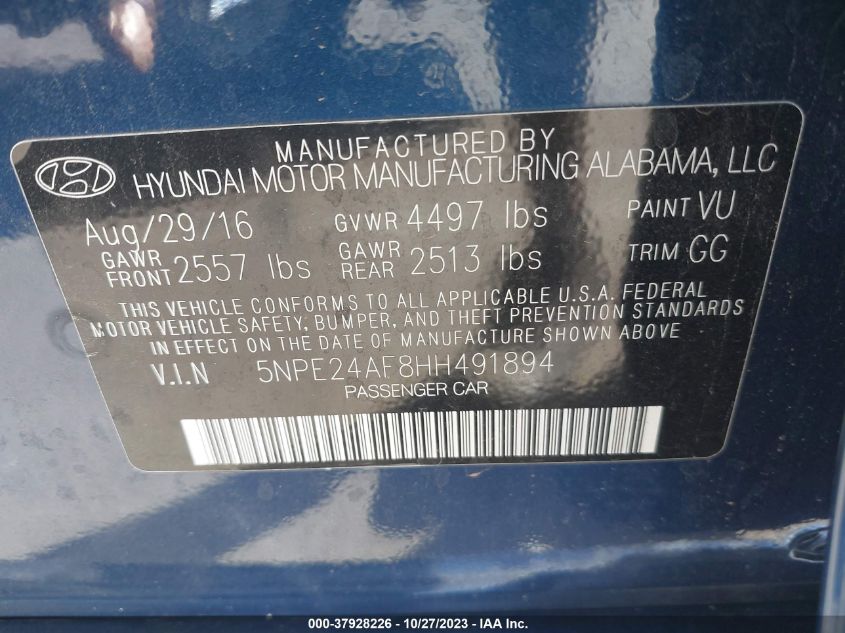 MANUFACTURED BY
HYUNDAI MOTOR MANUFACTURING ALABAMA, LLC
Aug/29/16 GVWR 4497 lbs PAINT VU
GAWR FRONT 2557 lbs GAWR REAR 2513 lbs TRIM GG
THIS VEHICLE CONFORMS TO ALL APPLICABLE U.S.A. FEDERAL
MOTOR VEHICLE SAFETY, BUMPER, AND THEFT PREVENTION STANDARDS
IN EFFECT ON THE DATE OF MANUFACTURE SHOWN ABOVE
V.I.N 5NPE24AF8HH491894
PASSENGER CAR
000-37928226 - 10/27/2023 - IAA Inc.